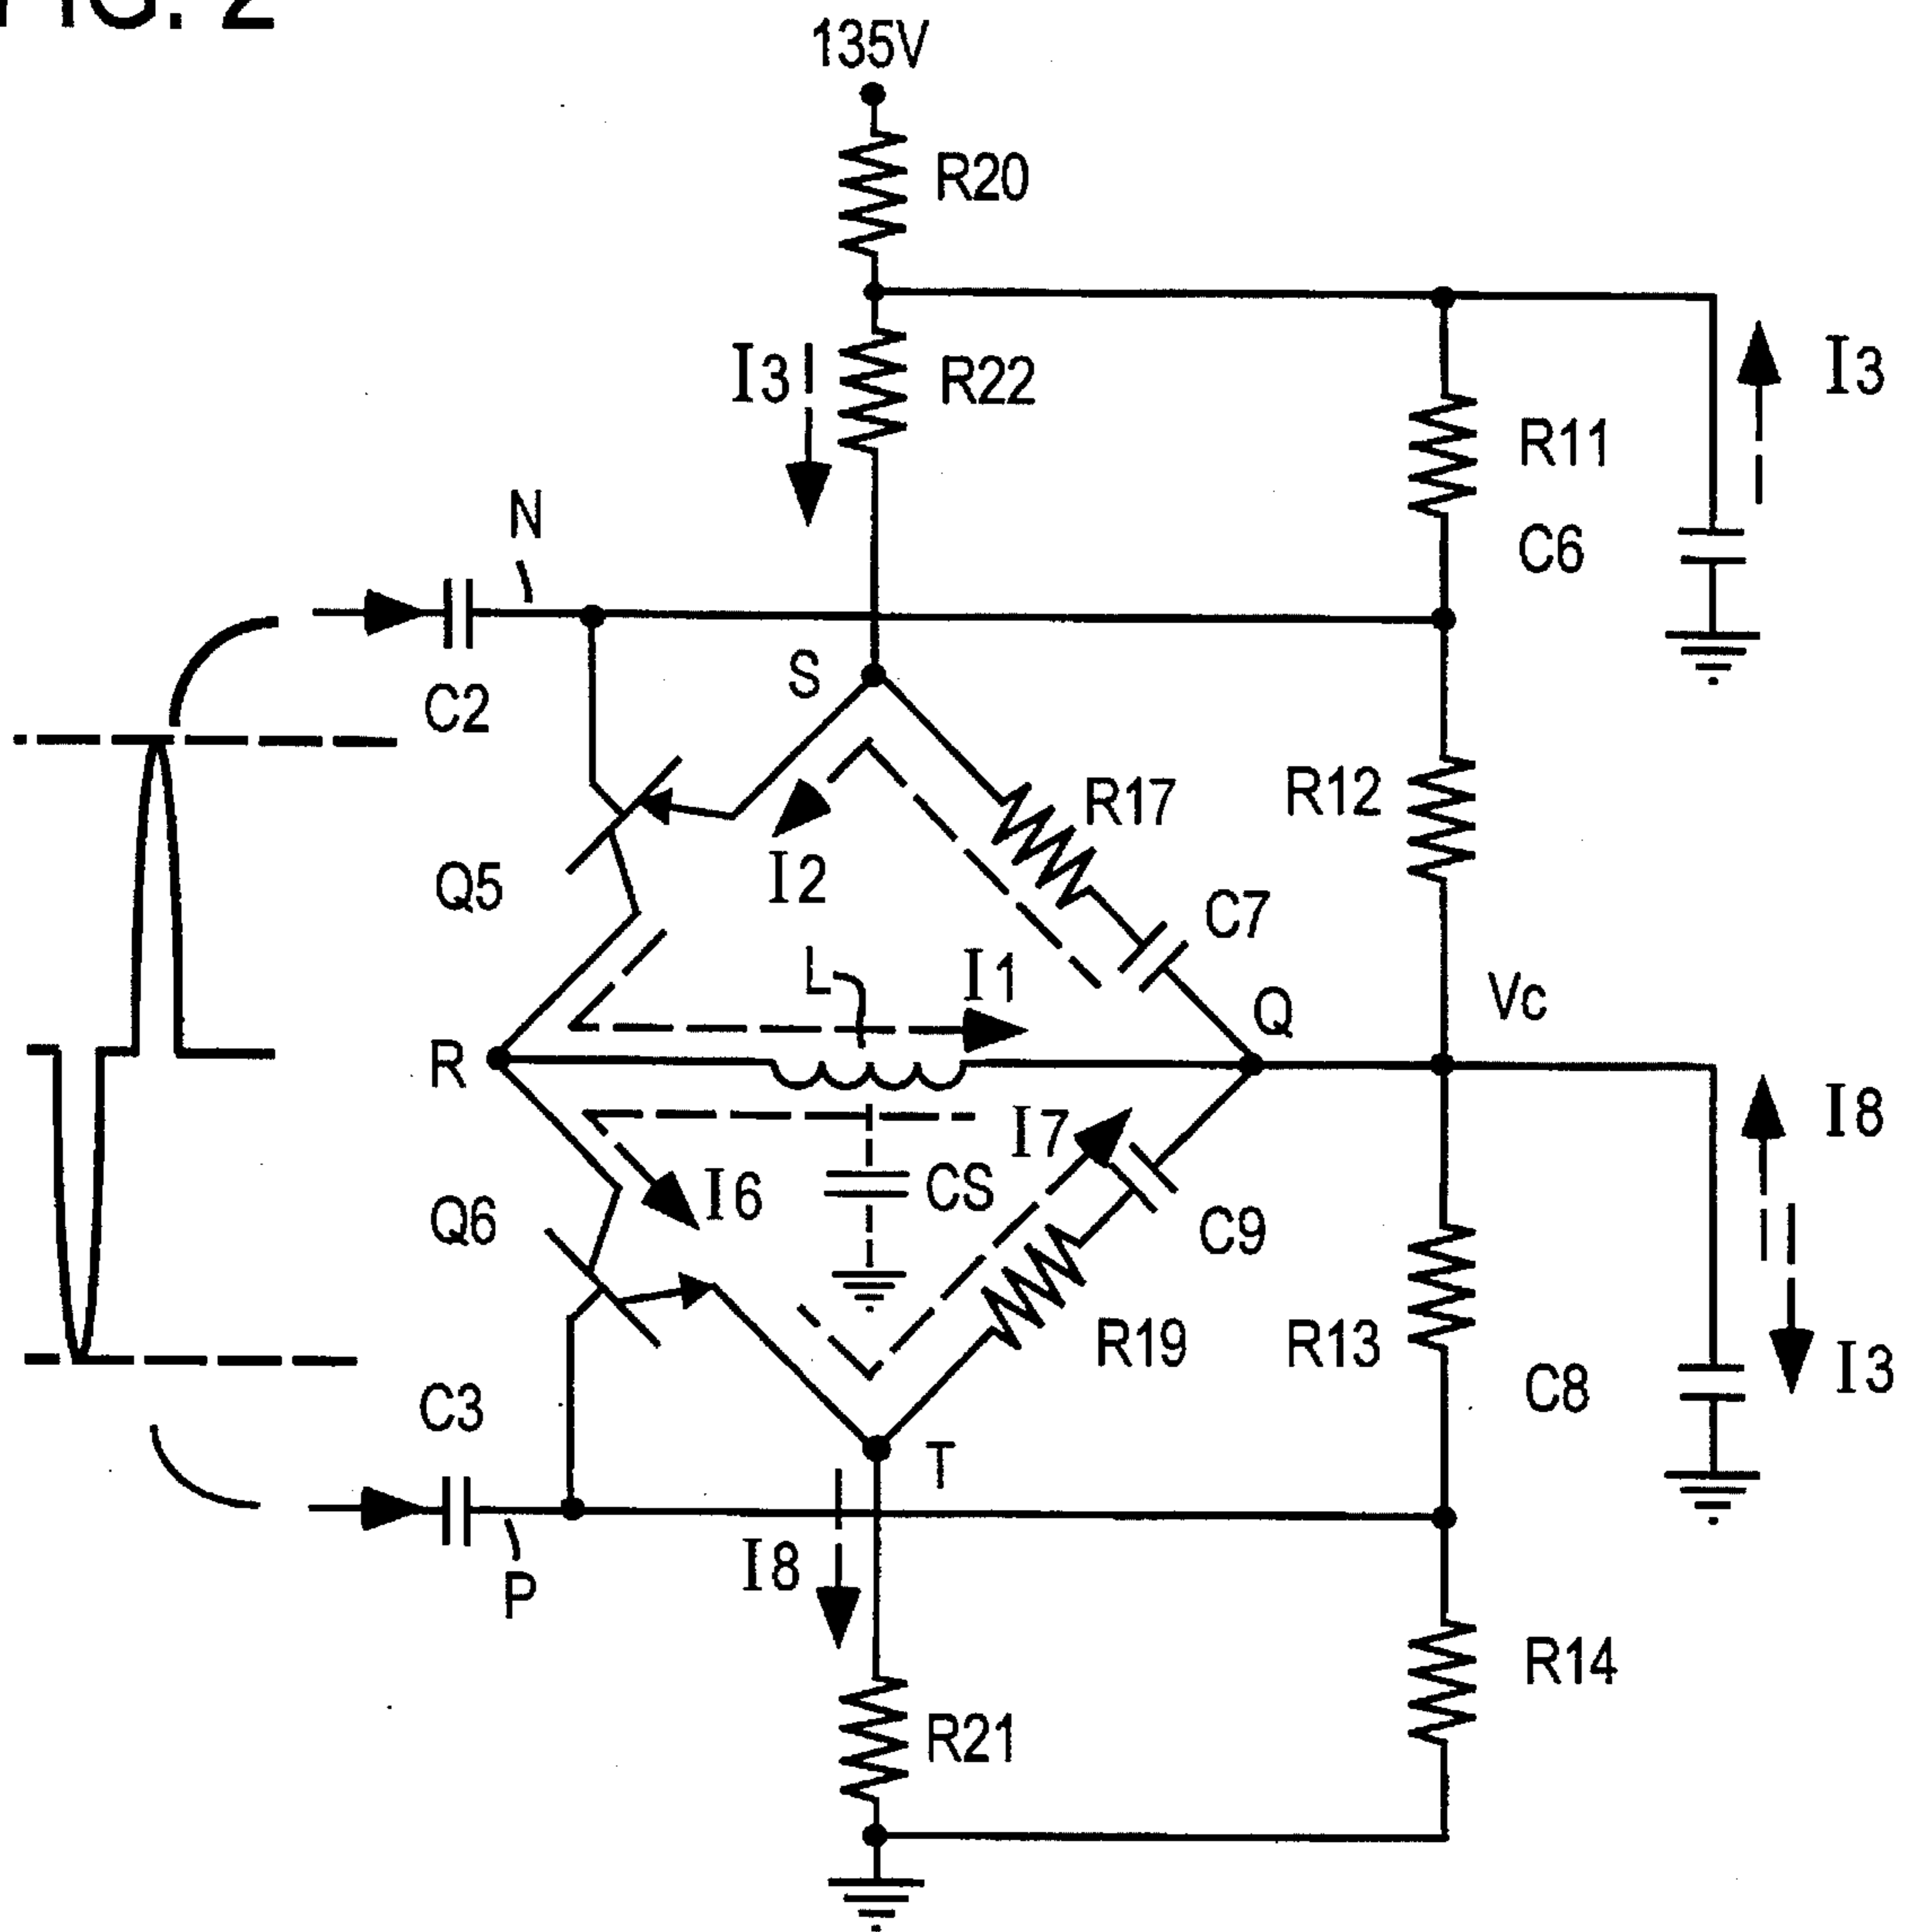 FIG. 2
135V
R20
I3
R22
I3
R11
N
C6
S
C2
R17
R12
I2
Q5
C7
L
I1
Q
Vc
R
I7
I8
I6
CS
Q6
C9
R19
R13
C8
I3
C3
T
I8
P
R14
R21